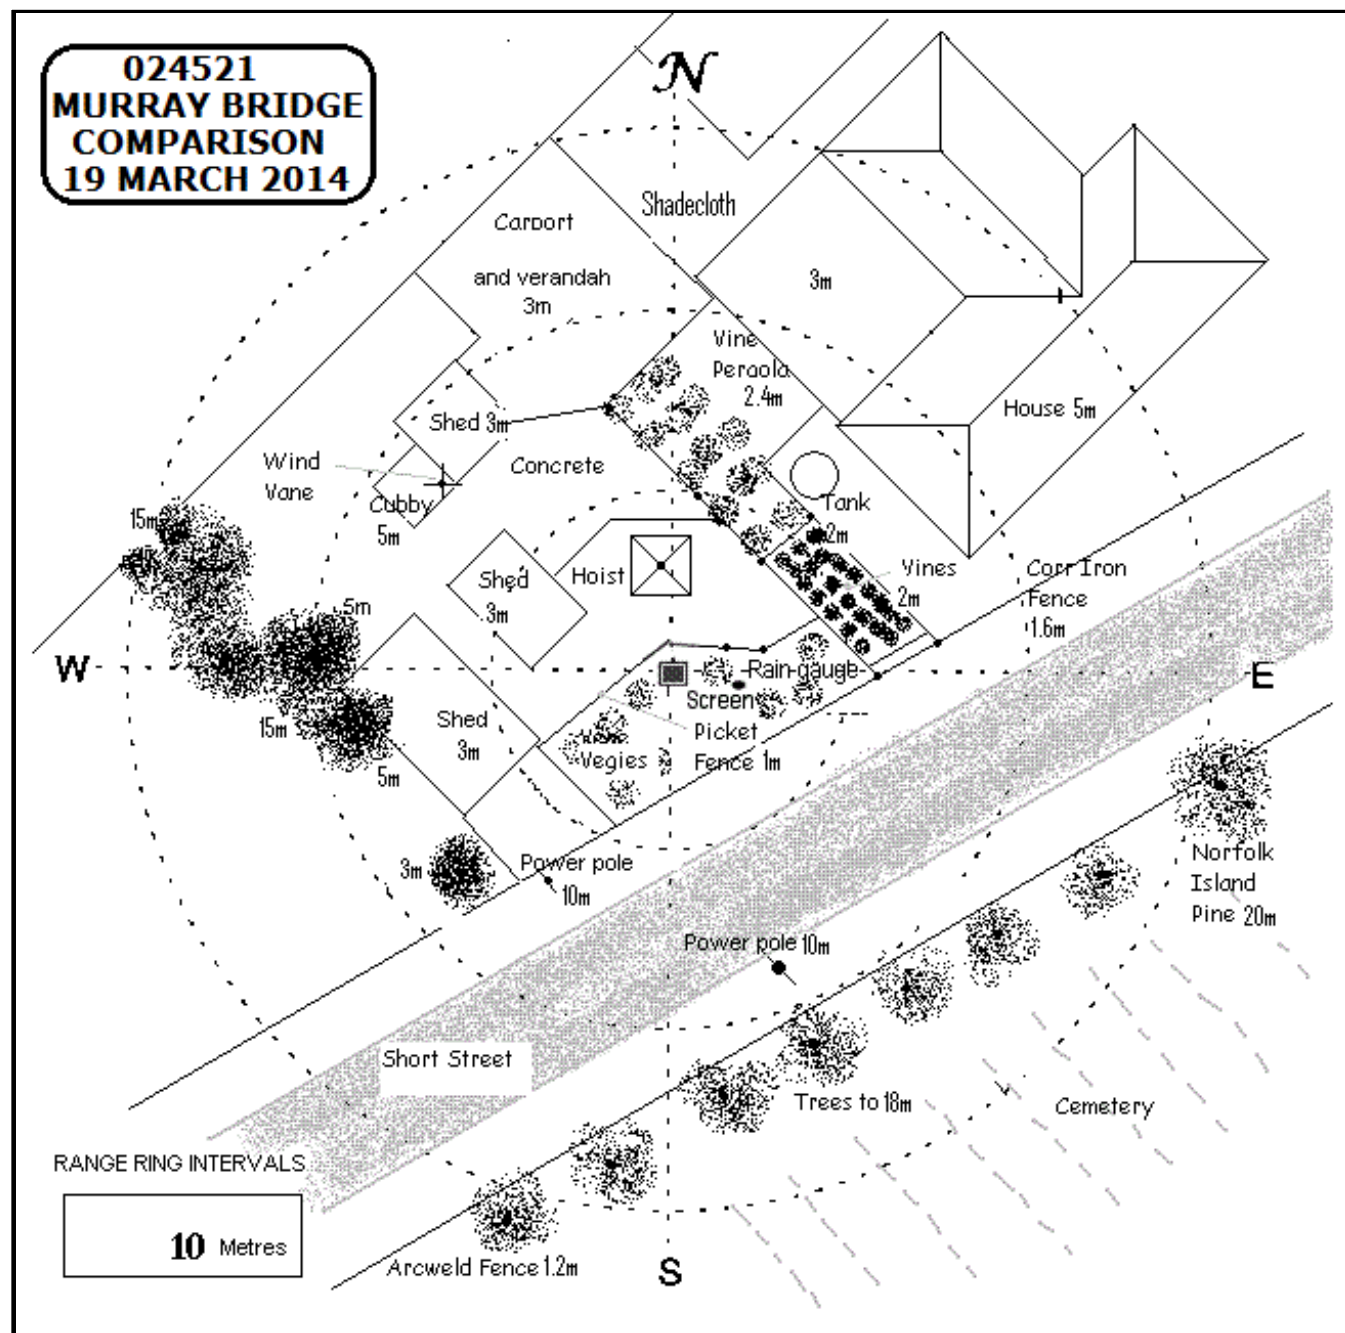 024521
MURRAY BRIDGE
COMPARISON
19 MARCH 2014
N
Shadecloth
Carport
and verandah
3m
3m
Vine
Pergola
2.4m
House 5m
Shed 3m
Wind
Vane
Concrete
Cubby
5m
Tank
2m
15m
Shed
3m
Hoist
Vines
2m
Corr Iron
Fence
1.6m
5m
W
Rain-gauge
E
Screen
15m
Shed
3m
Picket
Fence 1m
Vegies
5m
3m
Power pole
10m
Norfolk
Island
Pine 20m
Power pole 10m
Short Street
Trees to 18m
Cemetery
RANGE RING INTERVALS
10 Metres
Arcweld Fence 1.2m
S